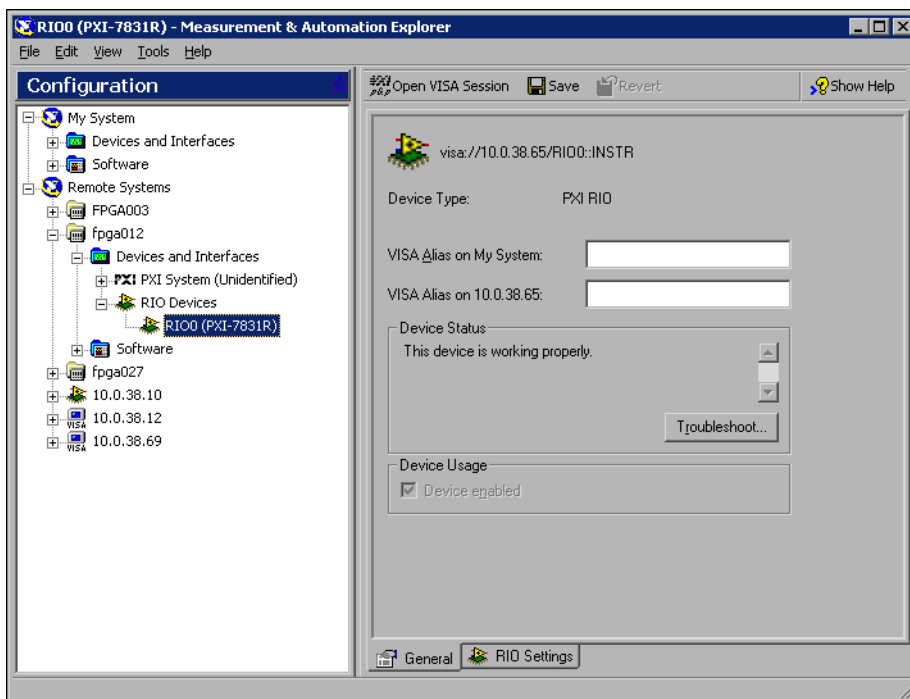 RIO0 (PXI-7831R) - Measurement & Automation Explorer
File Edit View Tools Help
Configuration
My System
Devices and Interfaces
Software
Remote Systems
FPGA003
fpga012
Devices and Interfaces
PXI PXI System (Unidentified)
RIO Devices
RIO0 (PXI-7831R)
Software
fpga027
10.0.38.10
VISA 10.0.38.12
VISA 10.0.38.69
Open VISA Session Save Revert Show Help
visa://10.0.38.65/RIO0::INSTR
Device Type: PXI RIO
VISA Alias on My System:
VISA Alias on 10.0.38.65:
Device Status
This device is working properly.
Troubleshoot...
Device Usage
Device enabled
General RIO Settings